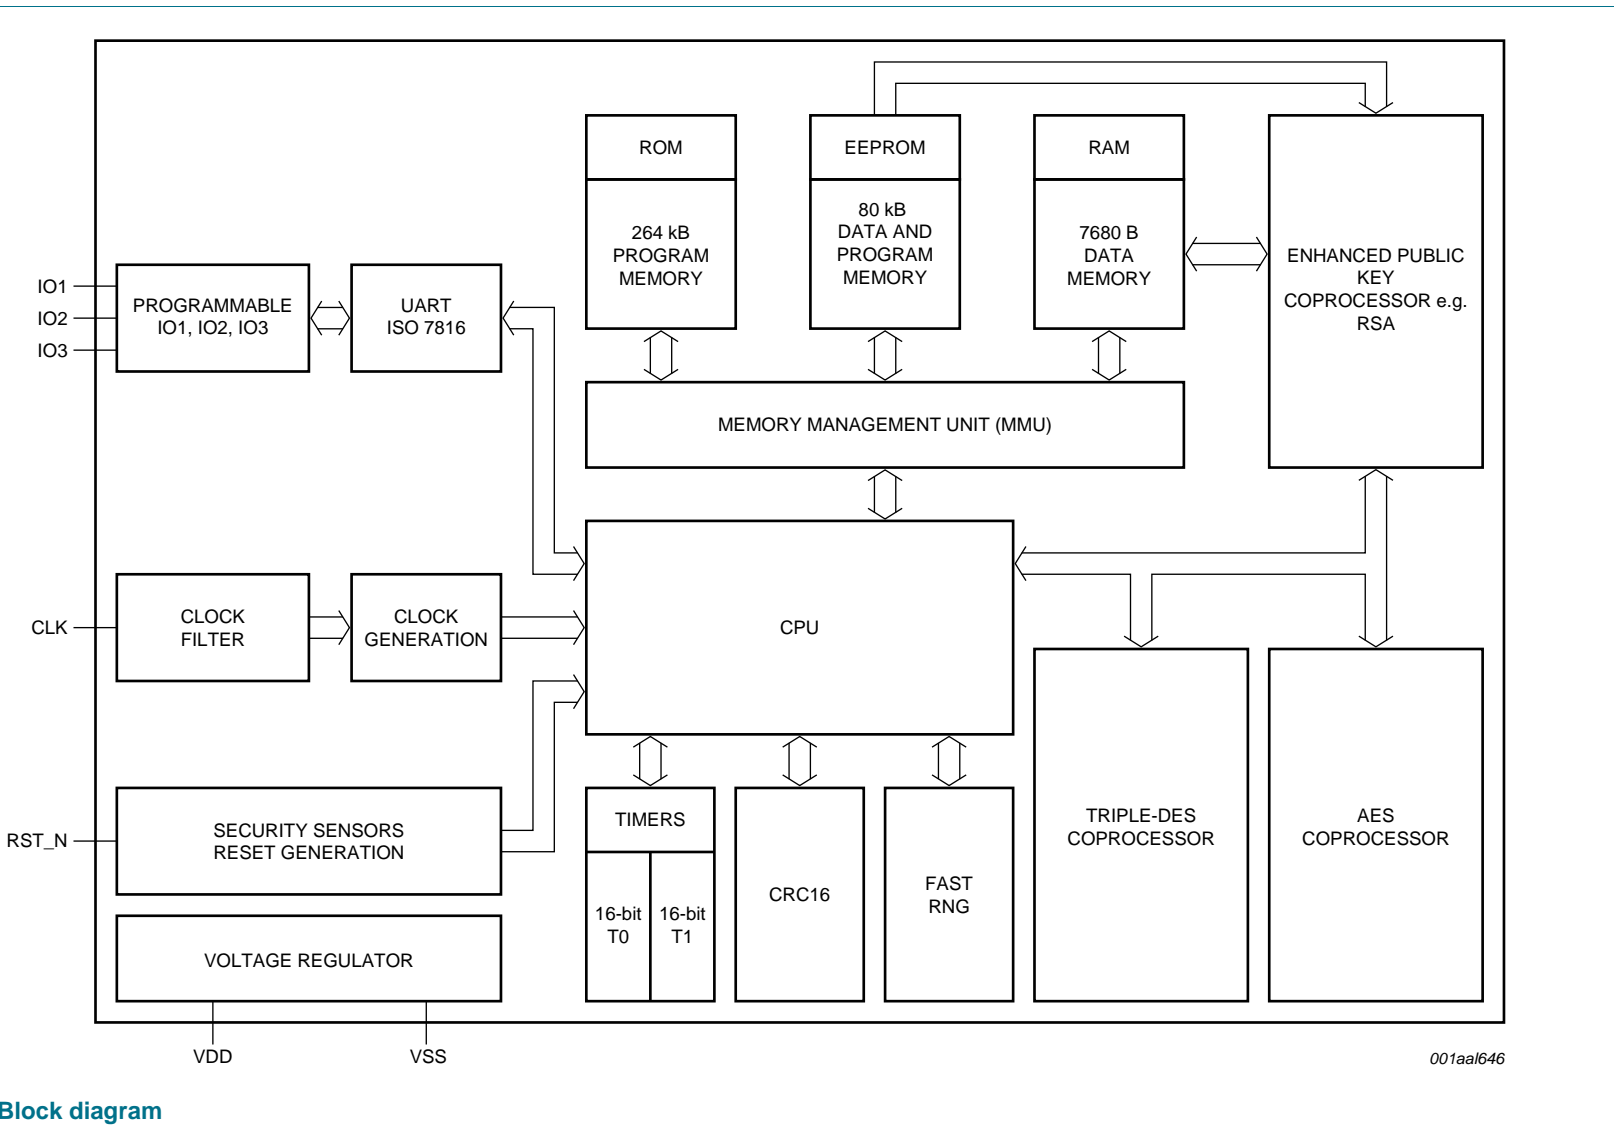 ROM
EEPROM
RAM
264 kB
PROGRAM
MEMORY
80 kB
DATA AND
PROGRAM
MEMORY
7680 B
DATA
MEMORY
ENHANCED PUBLIC
KEY
COPROCESSOR e.g.
RSA
IO1
IO2
IO3
PROGRAMMABLE
IO1, IO2, IO3
UART
ISO 7816
MEMORY MANAGEMENT UNIT (MMU)
CLK
CLOCK
FILTER
CLOCK
GENERATION
CPU
RST_N
SECURITY SENSORS
RESET GENERATION
TIMERS
16-bit
T0
16-bit
T1
CRC16
FAST
RNG
TRIPLE-DES
COPROCESSOR
AES
COPROCESSOR
VOLTAGE REGULATOR
VDD
VSS
001aal646
Block diagram